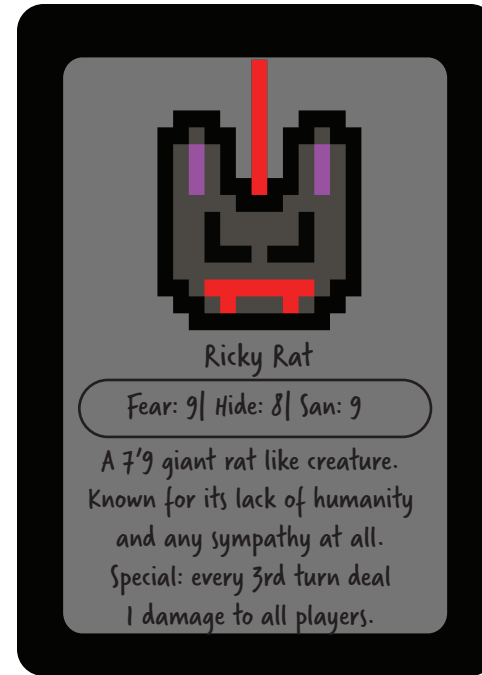 Ricky Rat
Fear: 9| Hide: 8| San: 9
A 7'9 giant rat like creature.
Known for its lack of humanity
and any sympathy at all.
Special: every 3rd turn deal
1 damage to all players.